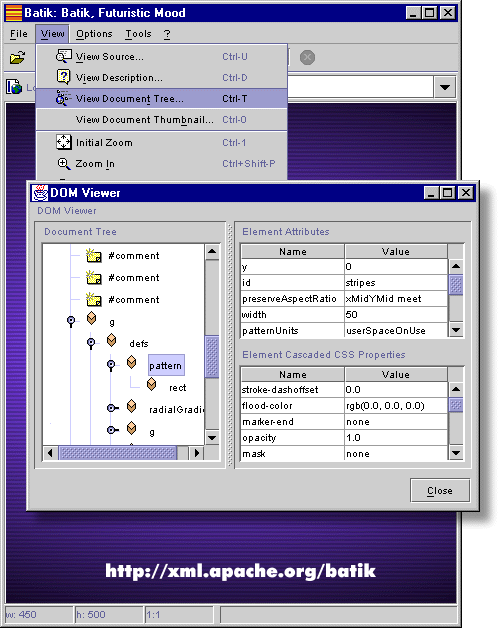 Batik: Batik, Futuristic Mood
File View Options Tools ?
View Source... Ctrl-U
View Description... Ctrl-D
Lo
View Document Tree... Ctrl-T
View Document Thumbnail... Ctrl-0
Initial Zoom Ctrl-1
Zoom In Ctrl+Shift-P
DOM Viewer
DOM Viewer
Document Tree
#comment
#comment
#comment
g
defs
pattern
rect
radialGradi
g
Element Attributes
Name Value
y 0
id stripes
preserveAspectRatio xMidYMid meet
width 50
patternUnits userSpaceOnUse
Element Cascaded CSS Properties
Name Value
stroke-dashoffset 0.0
flood-color rgb(0.0, 0.0, 0.0)
marker-end none
opacity 1.0
mask none
Close
http://xml.apache.org/batik
w: 450 h: 500 1:1